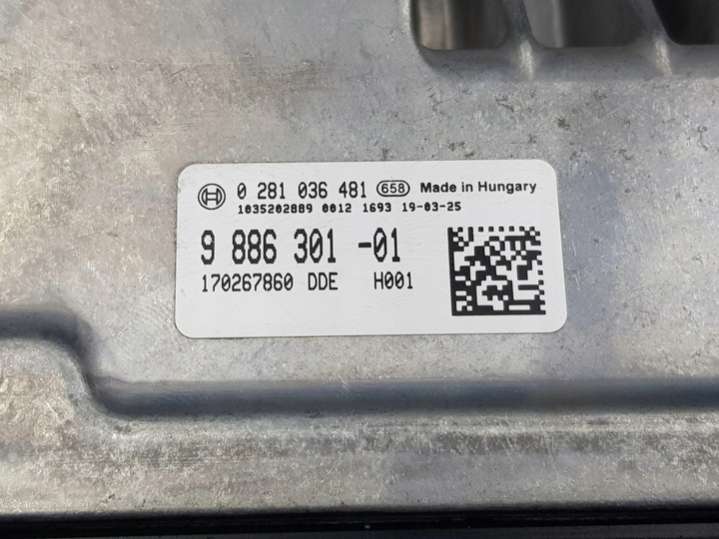 0 281 036 481 658 Made in Hungary
1035202889 0012 1693 19-03-25
9 886 301 -01
170267860 DDE H001